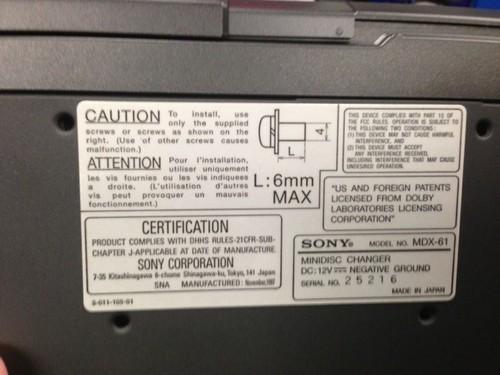 CAUTION To install, use
only the supplied
screws or screws as shown on the
right. (Use of other screws causes
malfunction.)
ATTENTION Pour l'installation,
utiliser uniquement
les vis fournies ou les vis indiquees
a droite. (L'utilisation d'autres
vis peut provoquer un mauvais
fonctionnement.)
4
L
L:6mm
MAX
THIS DEVICE COMPLIES WITH PART 15 OF
THE FCC RULES. OPERATION IS SUBJECT TO
THE FOLLOWING TWO CONDITIONS:
(1) THIS DEVICE MAY NOT CAUSE HARMFUL
INTERFERENCE, AND
(2) THIS DEVICE MUST ACCEPT
ANY INTERFERENCE RECEIVED,
INCLUDING INTERFERENCE THAT MAY CAUSE
UNDESIRED OPERATION.
"US AND FOREIGN PATENTS
LICENSED FROM DOLBY
LABORATORIES LICENSING
CORPORATION"
CERTIFICATION
PRODUCT COMPLIES WITH DHHS RULES-21CFR-SUB-
CHAPTER J-APPLICABLE AT DATE OF MANUFACTURE.
SONY CORPORATION
7-35 Kitashinagawa 6-chome Shinagawa-ku, Tokyo, 141 Japan
SNA MANUFACTURED: November, 1997
SONY® MODEL NO. MDX-61
MINIDISC CHANGER
DC:12V NEGATIVE GROUND
SERIAL NO. 25216
MADE IN JAPAN